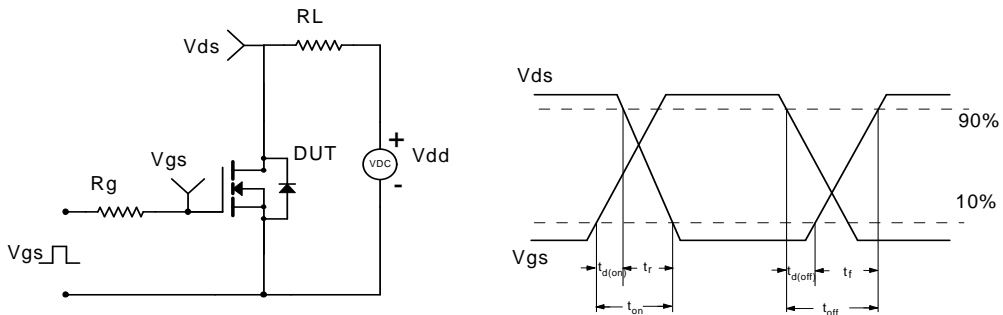 RL
Vds
Vgs
DUT
VDC
+
-
Vdd
Rg
Vgs
Vds
90%
10%
Vgs
td(on)
tr
td(off)
tf
ton
toff